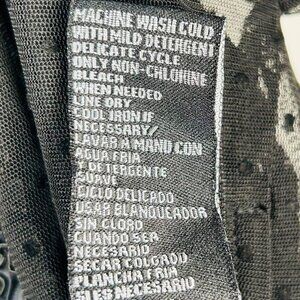 MACHINE WASH COLD
WITH MILD DETERGENT
DELICATE CYCLE
ONLY NON-CHLORINE
BLEACH
WHEN NEEDED
LINE DRY
COOL IRON IF
NECESSARY/
LAVAR A MANO CON
AGUA FRIA
Y DETERGENTE
SUAVE
CICLO DELICADO
USAR BLANQUEADOR
SIN CLORO
CUANDO SEA
NECESARIO
SECAR COLGADO
PLANCHA FRIA
SI ES NECESARIO